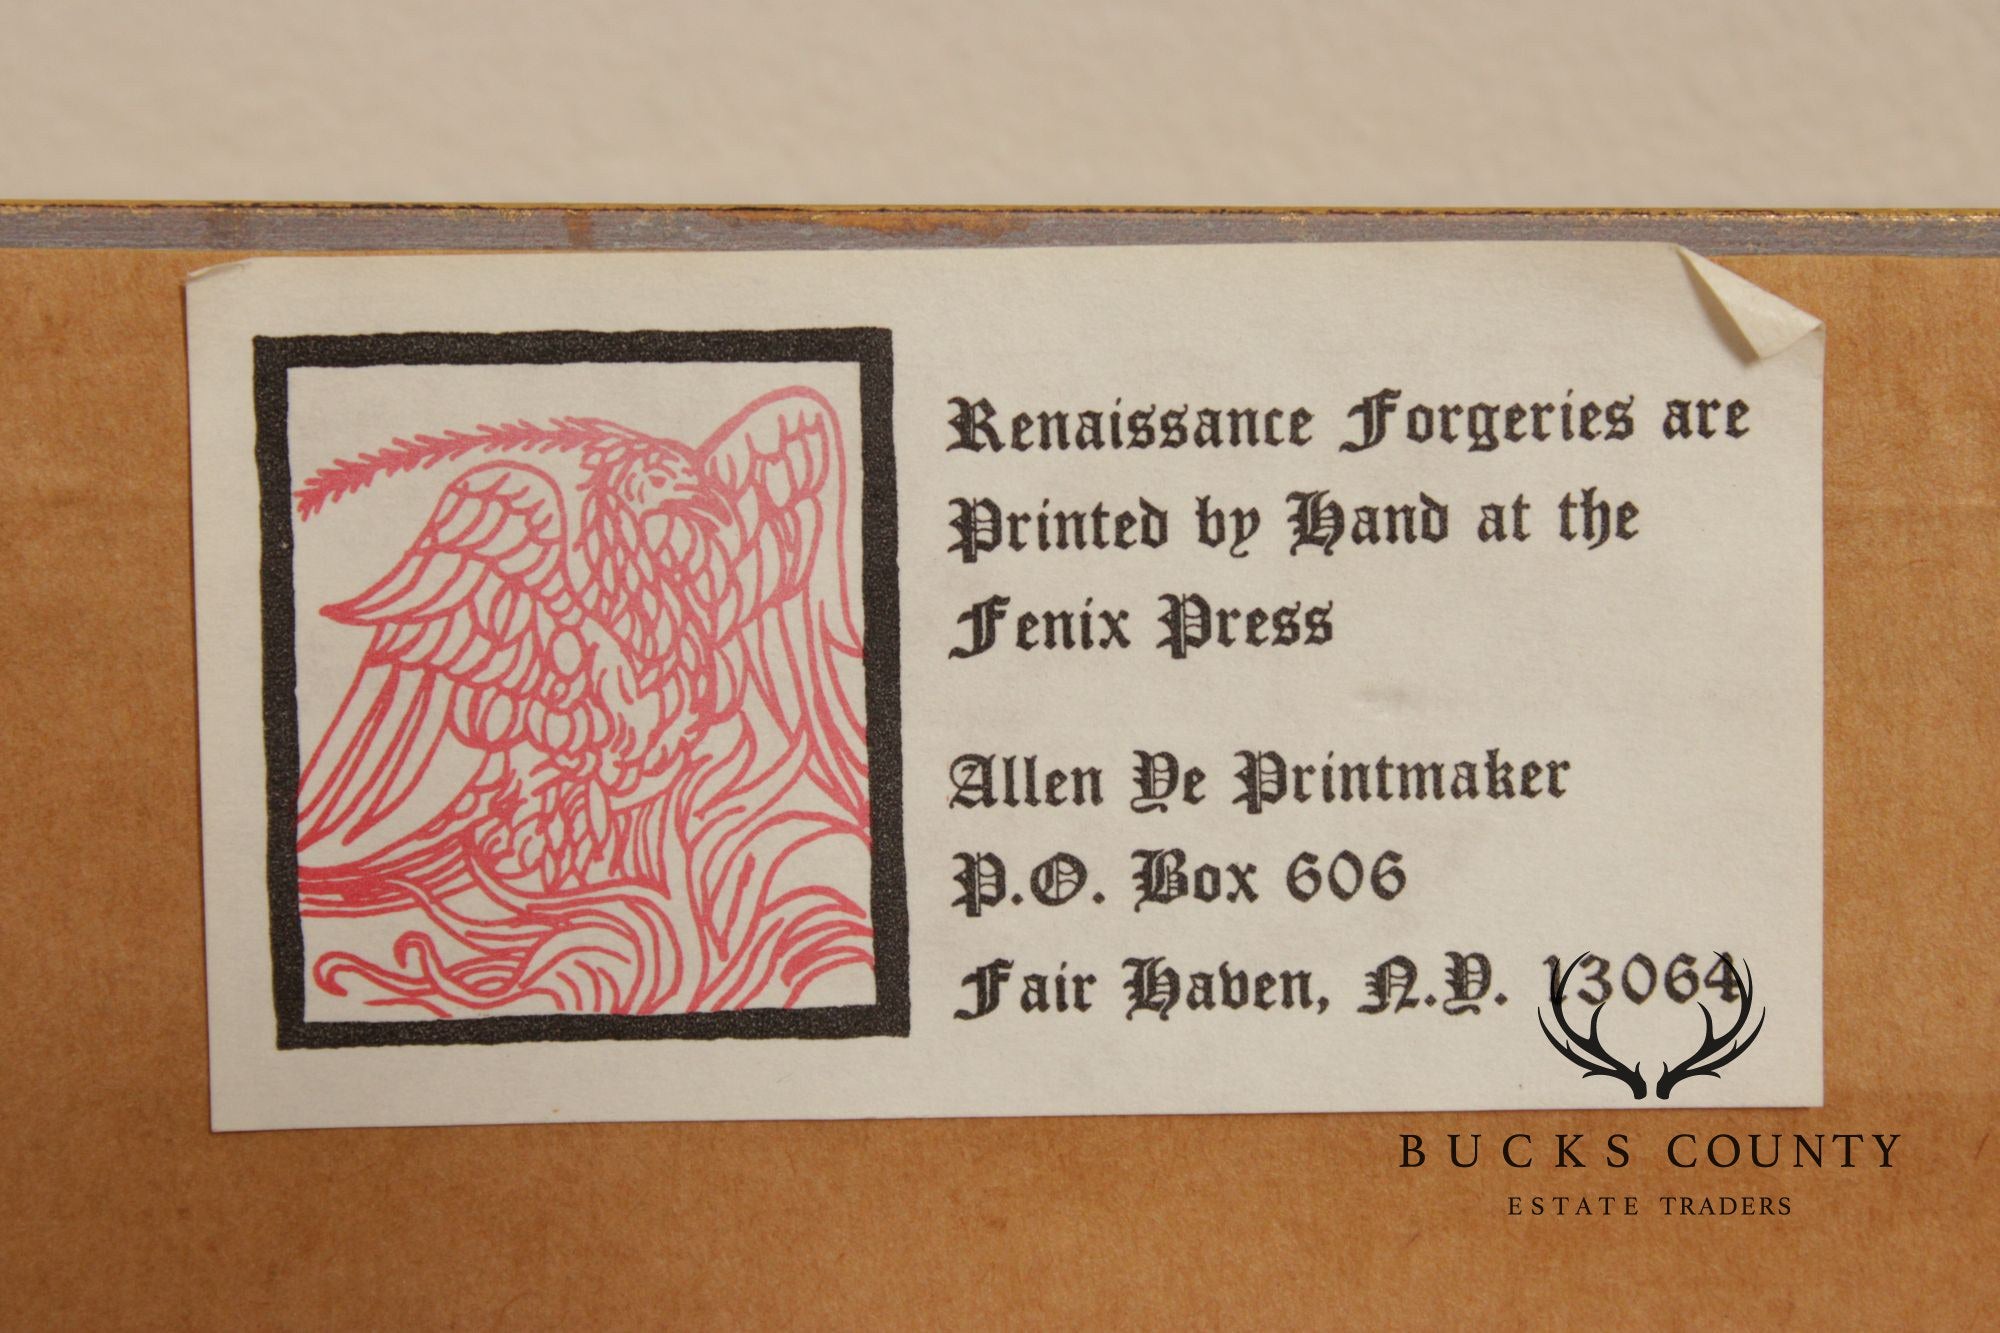 Renaissance Forgeries are
Printed by Hand at the
Fenix Press
Allen Ye Printmaker
P.O. Box 606
Fair Haven, N.Y. 13064
BUCKS COUNTY
ESTATE TRADERS